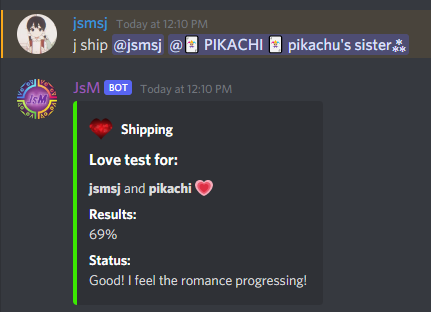 jsmsj Today at 12:10 PM
j ship @jsmsj @🃏 PIKACHI 🃏 pikachu's sister⁂
JsM
JsM BOT Today at 12:10 PM
Shipping
Love test for:
jsmsj and pikachi
Results:
69%
Status:
Good! I feel the romance progressing!